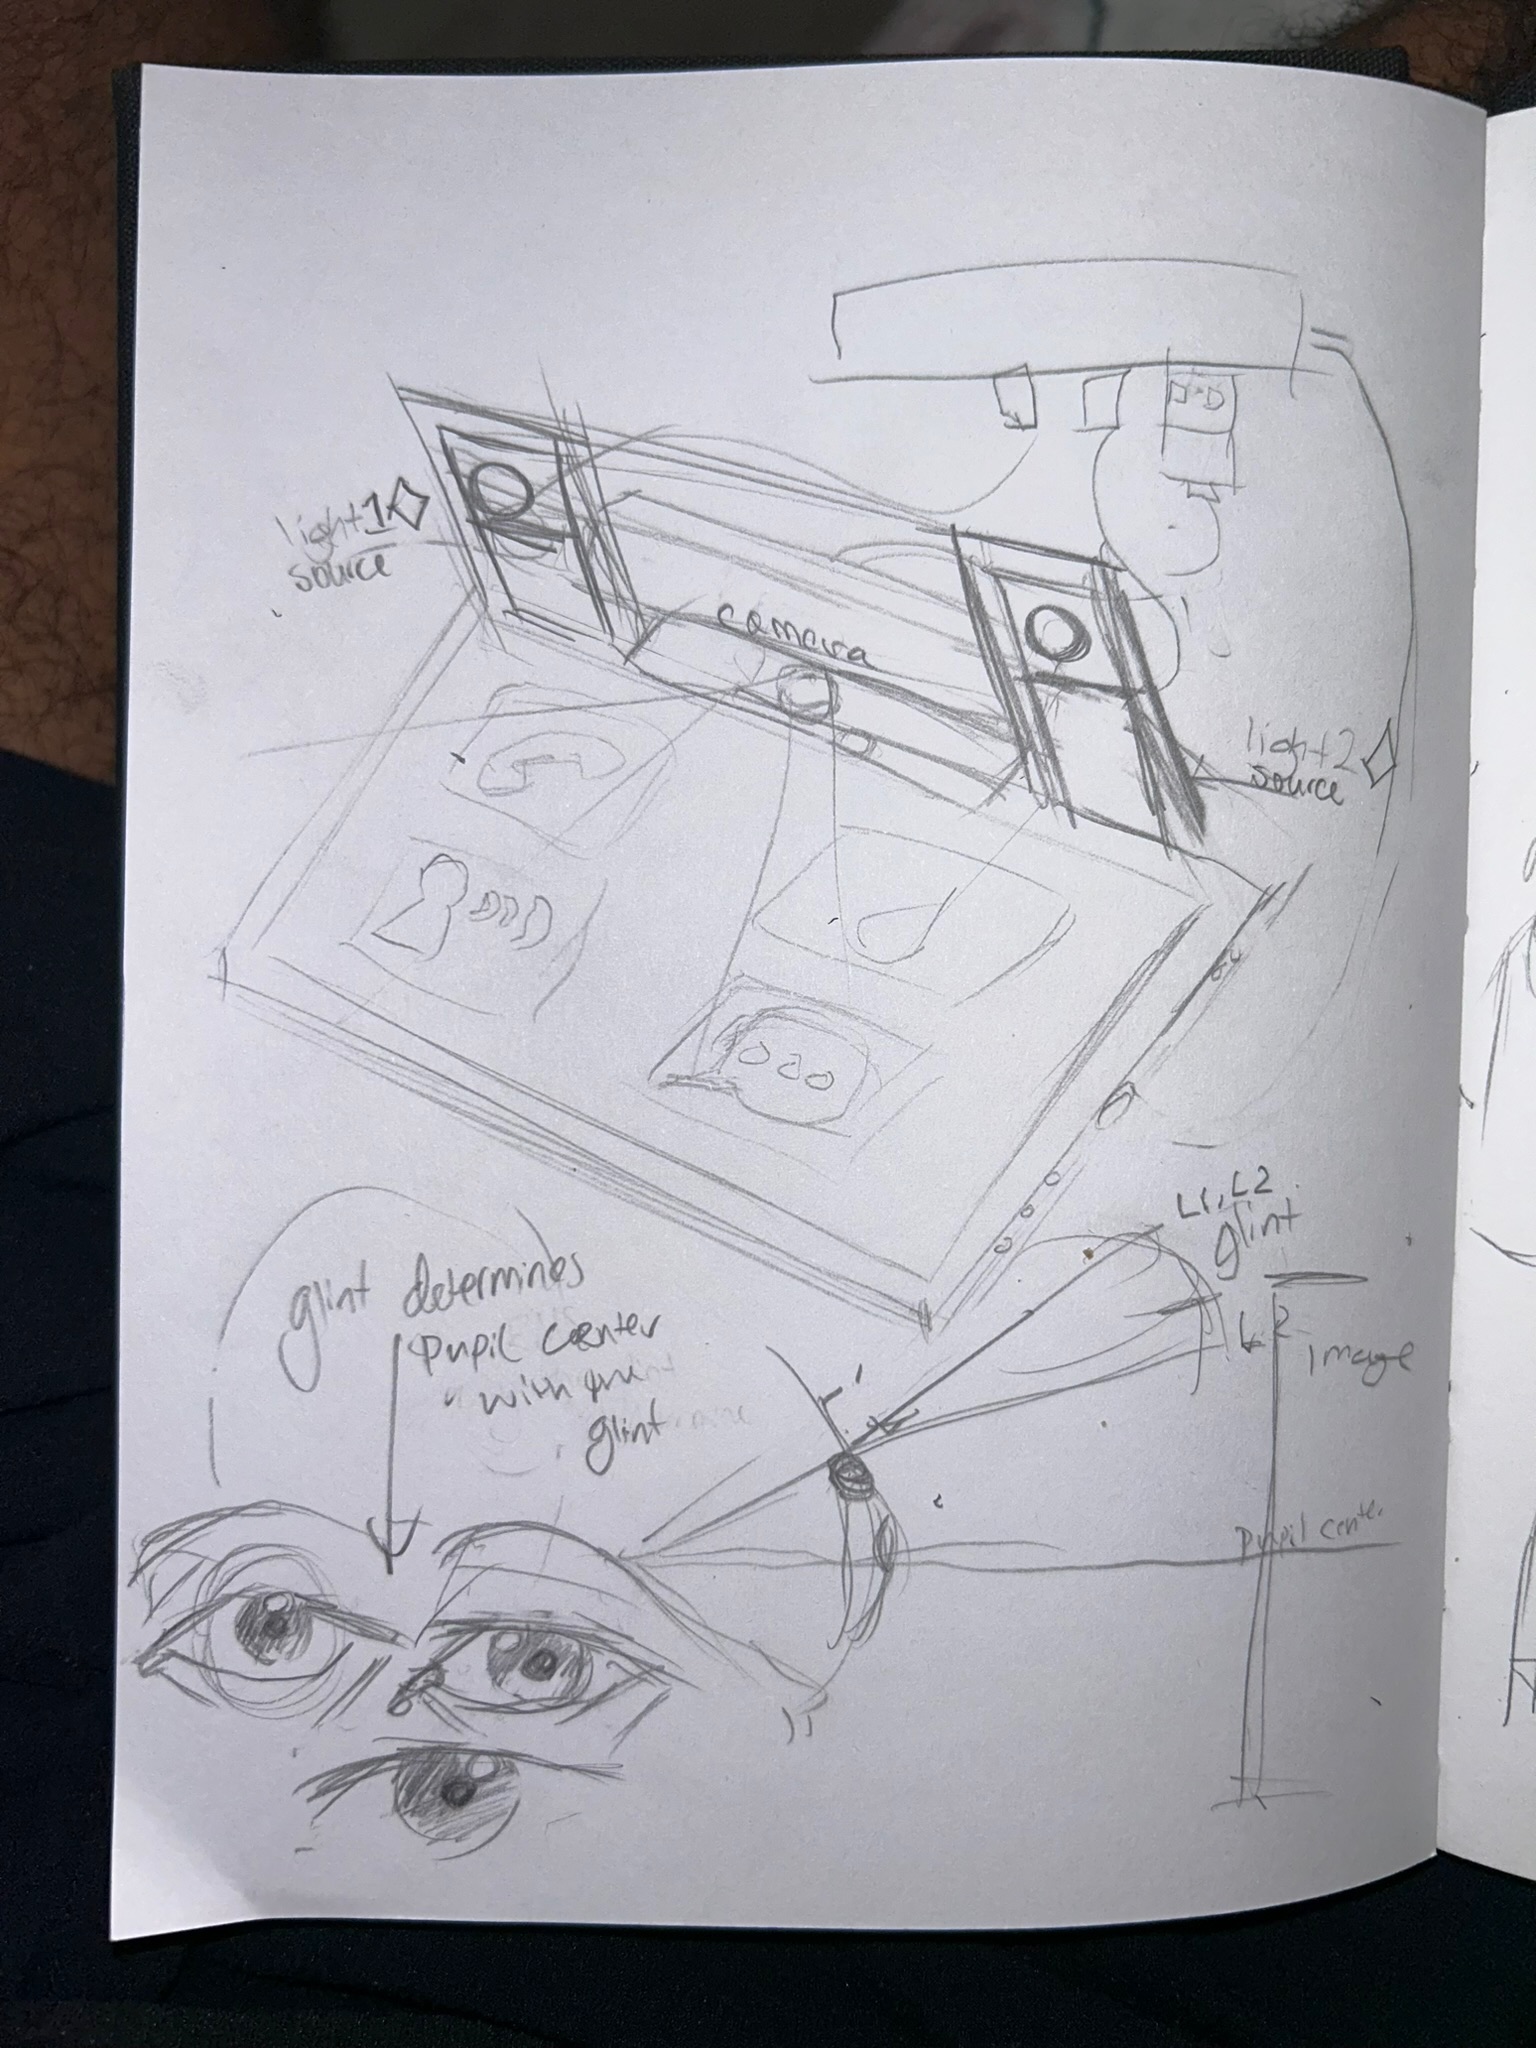 light 1
source
camera
light 2
source
L1, L2
glint
glint determines
pupil center
with
glint
L2
image
pupil center